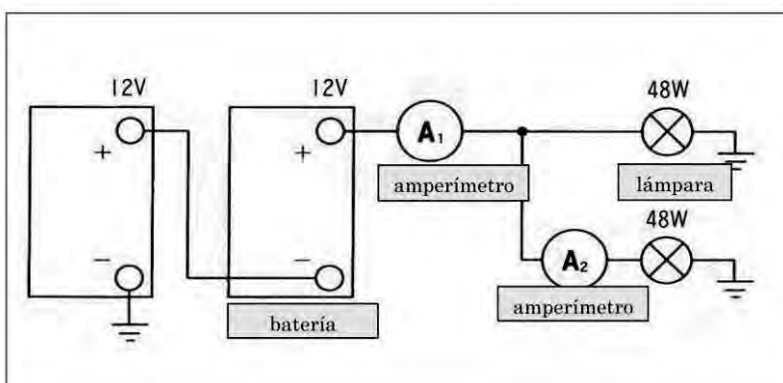 12V
12V
48W
+
+
A₁
amperímetro
lámpara
48W
−
−
A₂
batería
amperímetro